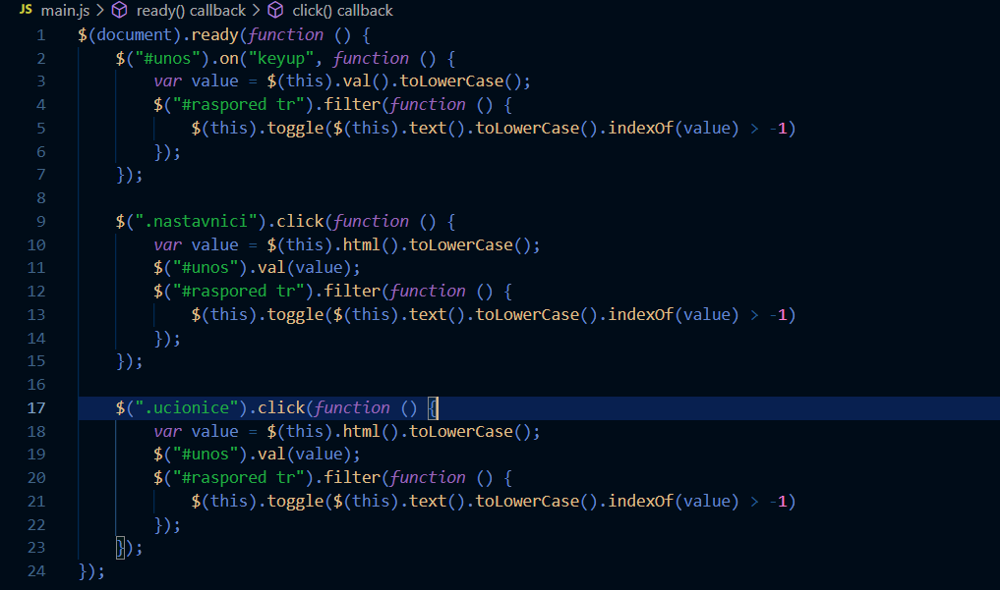 JS main.js > ready() callback > click() callback
1 $(document).ready(function () {
2     $("#unos").on("keyup", function () {
3         var value = $(this).val().toLowerCase();
4         $("#raspored tr").filter(function () {
5             $(this).toggle($(this).text().toLowerCase().indexOf(value) > -1)
6         });
7     });
8
9     $(".nastavnici").click(function () {
10         var value = $(this).html().toLowerCase();
11         $("#unos").val(value);
12         $("#raspored tr").filter(function () {
13             $(this).toggle($(this).text().toLowerCase().indexOf(value) > -1)
14         });
15     });
16
17     $(".ucionice").click(function () {
18         var value = $(this).html().toLowerCase();
19         $("#unos").val(value);
20         $("#raspored tr").filter(function () {
21             $(this).toggle($(this).text().toLowerCase().indexOf(value) > -1)
22         });
23     });
24 });